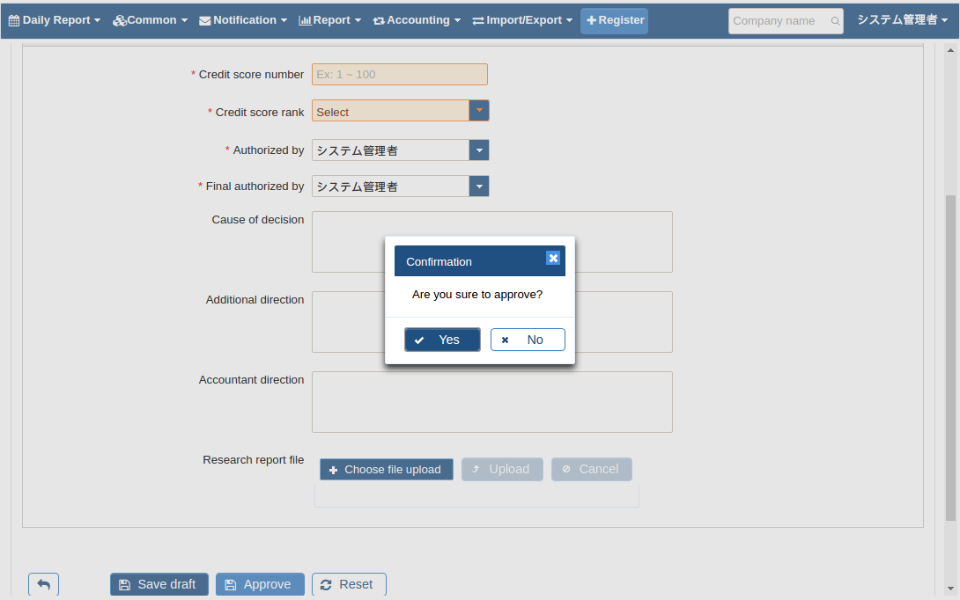 Daily Report Common Notification Report Accounting Import/Export Register Company name システム管理者
* Credit score number Ex: 1 ~ 100
* Credit score rank Select
* Authorized by システム管理者
* Final authorized by システム管理者
Cause of decision
Confirmation
Are you sure to approve?
Yes No
Additional direction
Accountant direction
Research report file Choose file upload Upload Cancel
Save draft Approve Reset